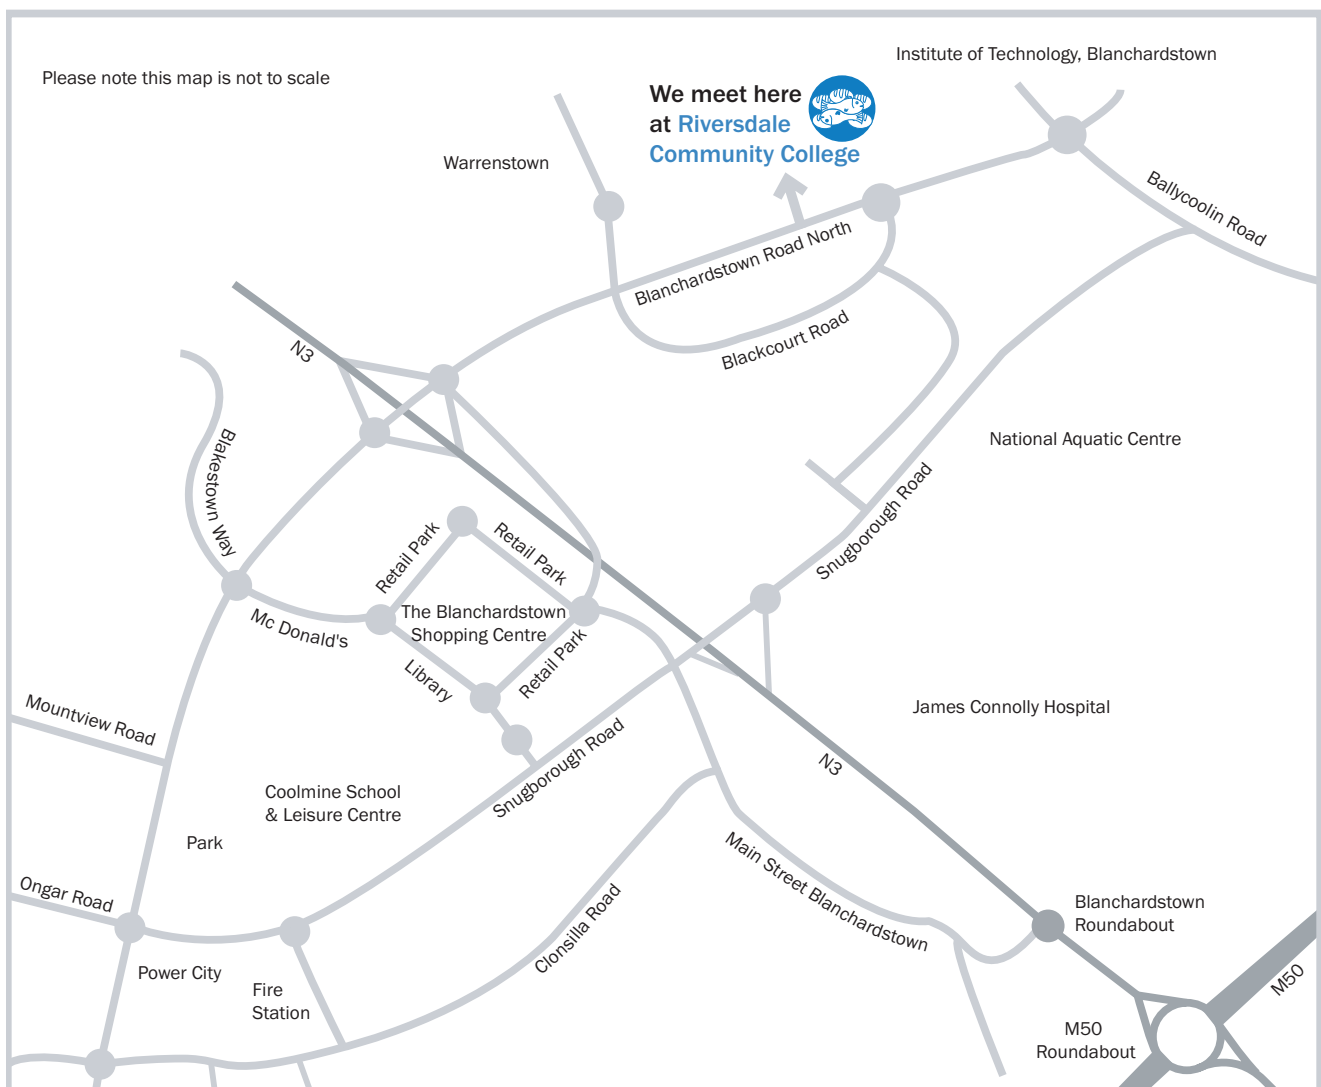 Institute of Technology, Blanchardstown
Please note this map is not to scale
We meet here
at Riversdale
Community College
Warrenstown
Ballycoolin Road
Blanchardstown Road North
Blackcourt Road
N3
Blakestown Way
National Aquatic Centre
Snugborough Road
Retail Park
Retail Park
The Blanchardstown
Shopping Centre
Mc Donald's
Library
Retail Park
Mountview Road
James Connolly Hospital
Snugborough Road
N3
Coolmine School
& Leisure Centre
Park
Main Street Blanchardstown
Ongar Road
Clonsilla Road
Blanchardstown
Roundabout
Power City
Fire
Station
M50
M50
Roundabout